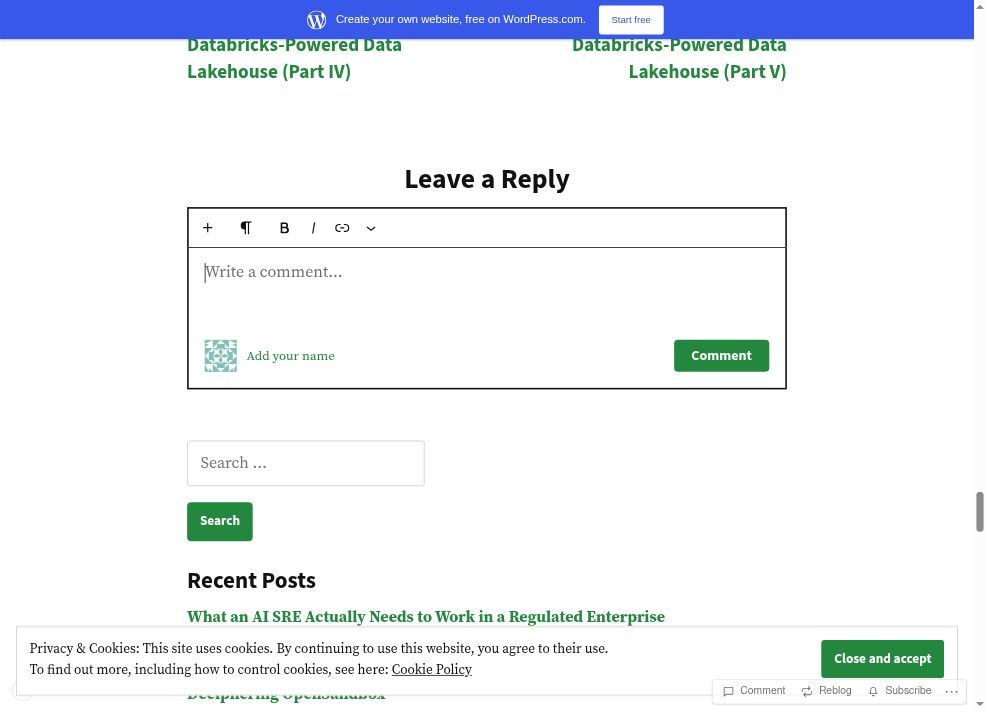 Create your own website, free on WordPress.com.
Start free
Databricks-Powered Data
Lakehouse (Part IV)
Databricks-Powered Data
Lakehouse (Part V)
Leave a Reply
Write a comment...
Add your name
Comment
Search ...
Search
Recent Posts
What an AI SRE Actually Needs to Work in a Regulated Enterprise
Privacy & Cookies: This site uses cookies. By continuing to use this website, you agree to their use.
To find out more, including how to control cookies, see here: Cookie Policy
Close and accept
Deciphering OpenSandbox
Comment
Reblog
Subscribe